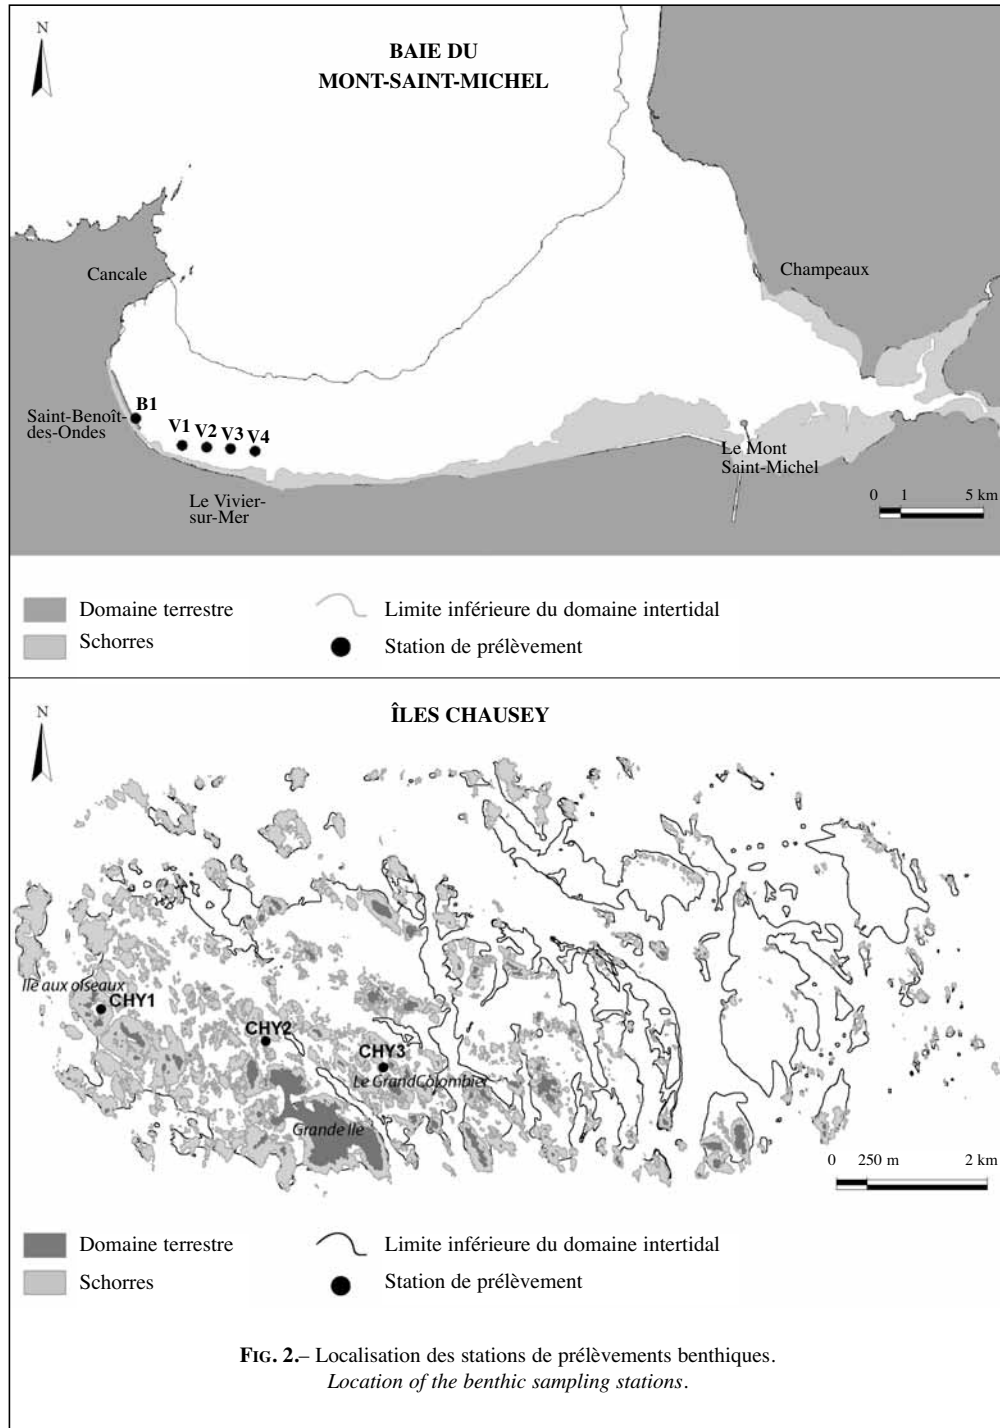 N
BAIE DU
MONT-SAINT-MICHEL
Cancale
Champeaux
B1
Saint-Benoît-
des-Ondes
V1 V2 V3 V4
Le Mont
Saint-Michel
Le Vivier-
sur-Mer
0 1 5 km
Domaine terrestre
Limite inférieure du domaine intertidal
Schorres
Station de prélèvement
N
ÎLES CHAUSEY
Ile aux oiseaux
CHY1
CHY2
CHY3
Le GrandColombier
Grande Ile
0 250 m 2 km
Domaine terrestre
Limite inférieure du domaine intertidal
Schorres
Station de prélèvement
FIG. 2.– Localisation des stations de prélèvements benthiques.
Location of the benthic sampling stations.